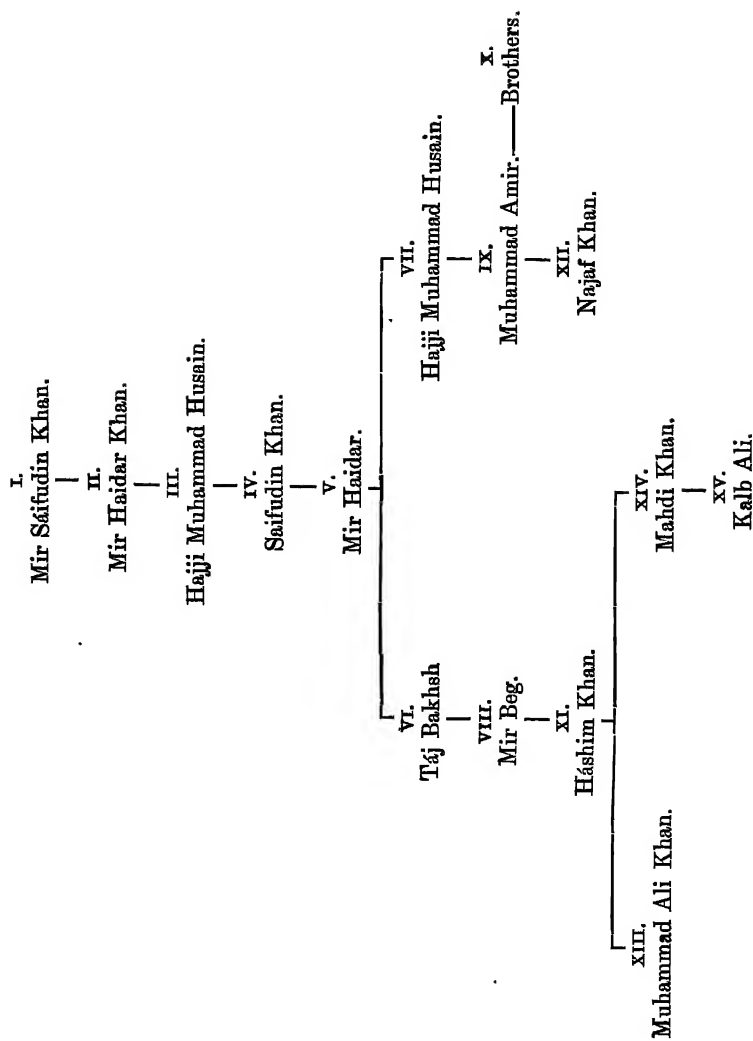 I.
Mir Sáifudin Khan.
II.
Mir Haidar Khan.
III.
Hajji Muhammad Husain.
IV.
Saifudin Khan.
V.
Mir Haidar.
VI.
Táj Bakhsh
VII.
Hajji Muhammad Husain.
VIII.
Mir Beg.
IX. X.
Muhammad Amir.——Brothers.
XI.
Háshim Khan.
XII.
Najaf Khan.
XIII.
Muhammad Ali Khan.
XIV.
Mahdi Khan.
XV.
Kalb Ali.